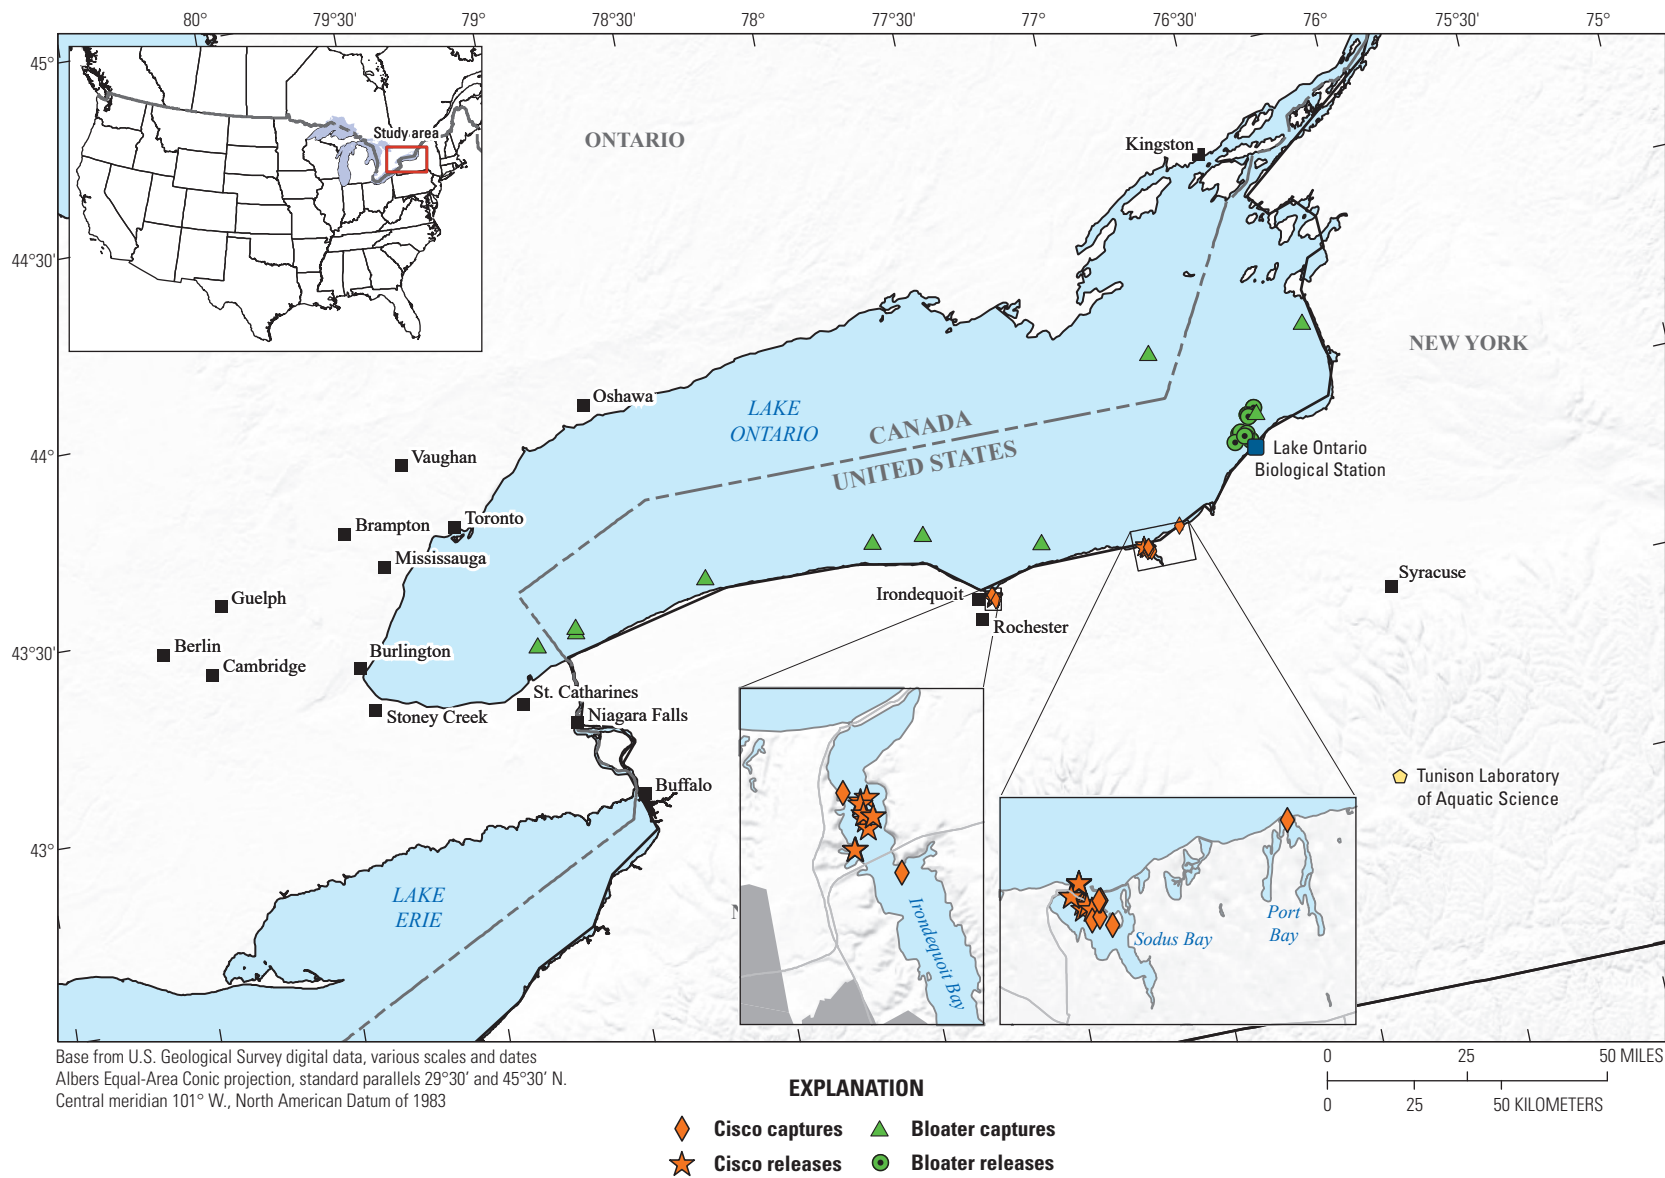 80°
79°30'
79°
78°30'
78°
77°30'
77°
76°30'
76°
75°30'
75°
45°
44°30'
44°
43°30'
43°
Study area
ONTARIO
Kingston
NEW YORK
Oshawa
LAKE
ONTARIO
CANADA
UNITED STATES
Vaughan
Lake Ontario
Biological Station
Brampton
Toronto
Mississauga
Guelph
Syracuse
Irondequoit
Rochester
Berlin
Cambridge
Burlington
St. Catharines
Stoney Creek
Niagara Falls
Buffalo
Tunison Laboratory
of Aquatic Science
LAKE
ERIE
Irondequoit Bay
Sodus Bay
Port
Bay
Base from U.S. Geological Survey digital data, various scales and dates
Albers Equal-Area Conic projection, standard parallels 29°30′ and 45°30′ N.
Central meridian 101° W., North American Datum of 1983
0 25 50 MILES
0 25 50 KILOMETERS
EXPLANATION
Cisco captures
Bloater captures
Cisco releases
Bloater releases